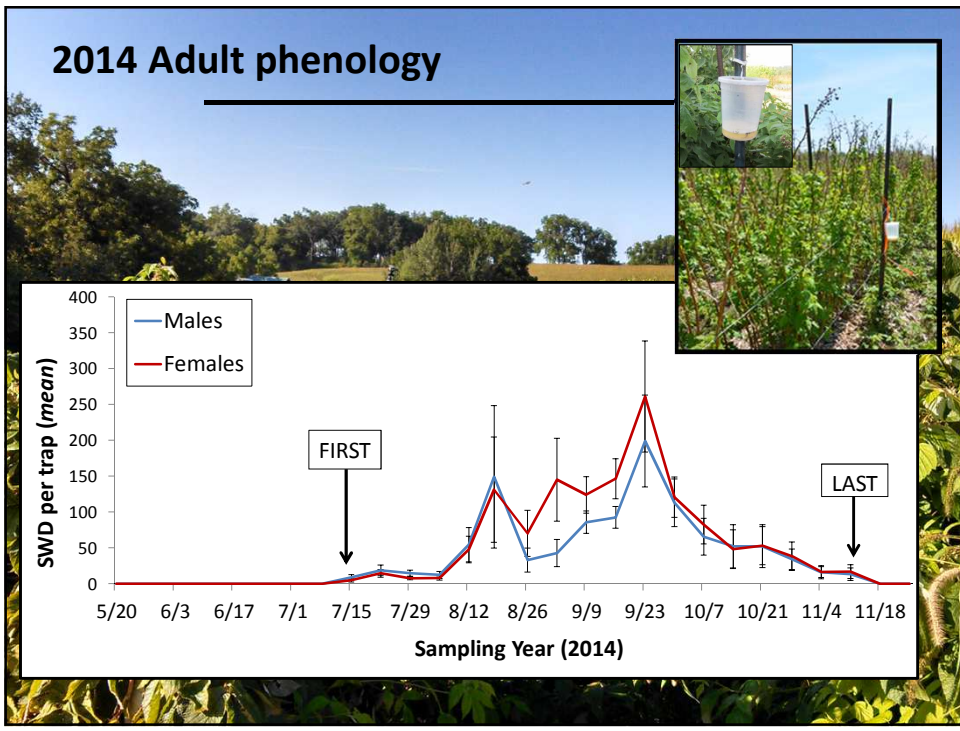 2014 Adult phenology
400
350
300
250
200
150
100
50
0
SWD per trap (mean)
Males
Females
FIRST
LAST
5/20 6/3 6/17 7/1 7/15 7/29 8/12 8/26 9/9 9/23 10/7 10/21 11/4 11/18
Sampling Year (2014)